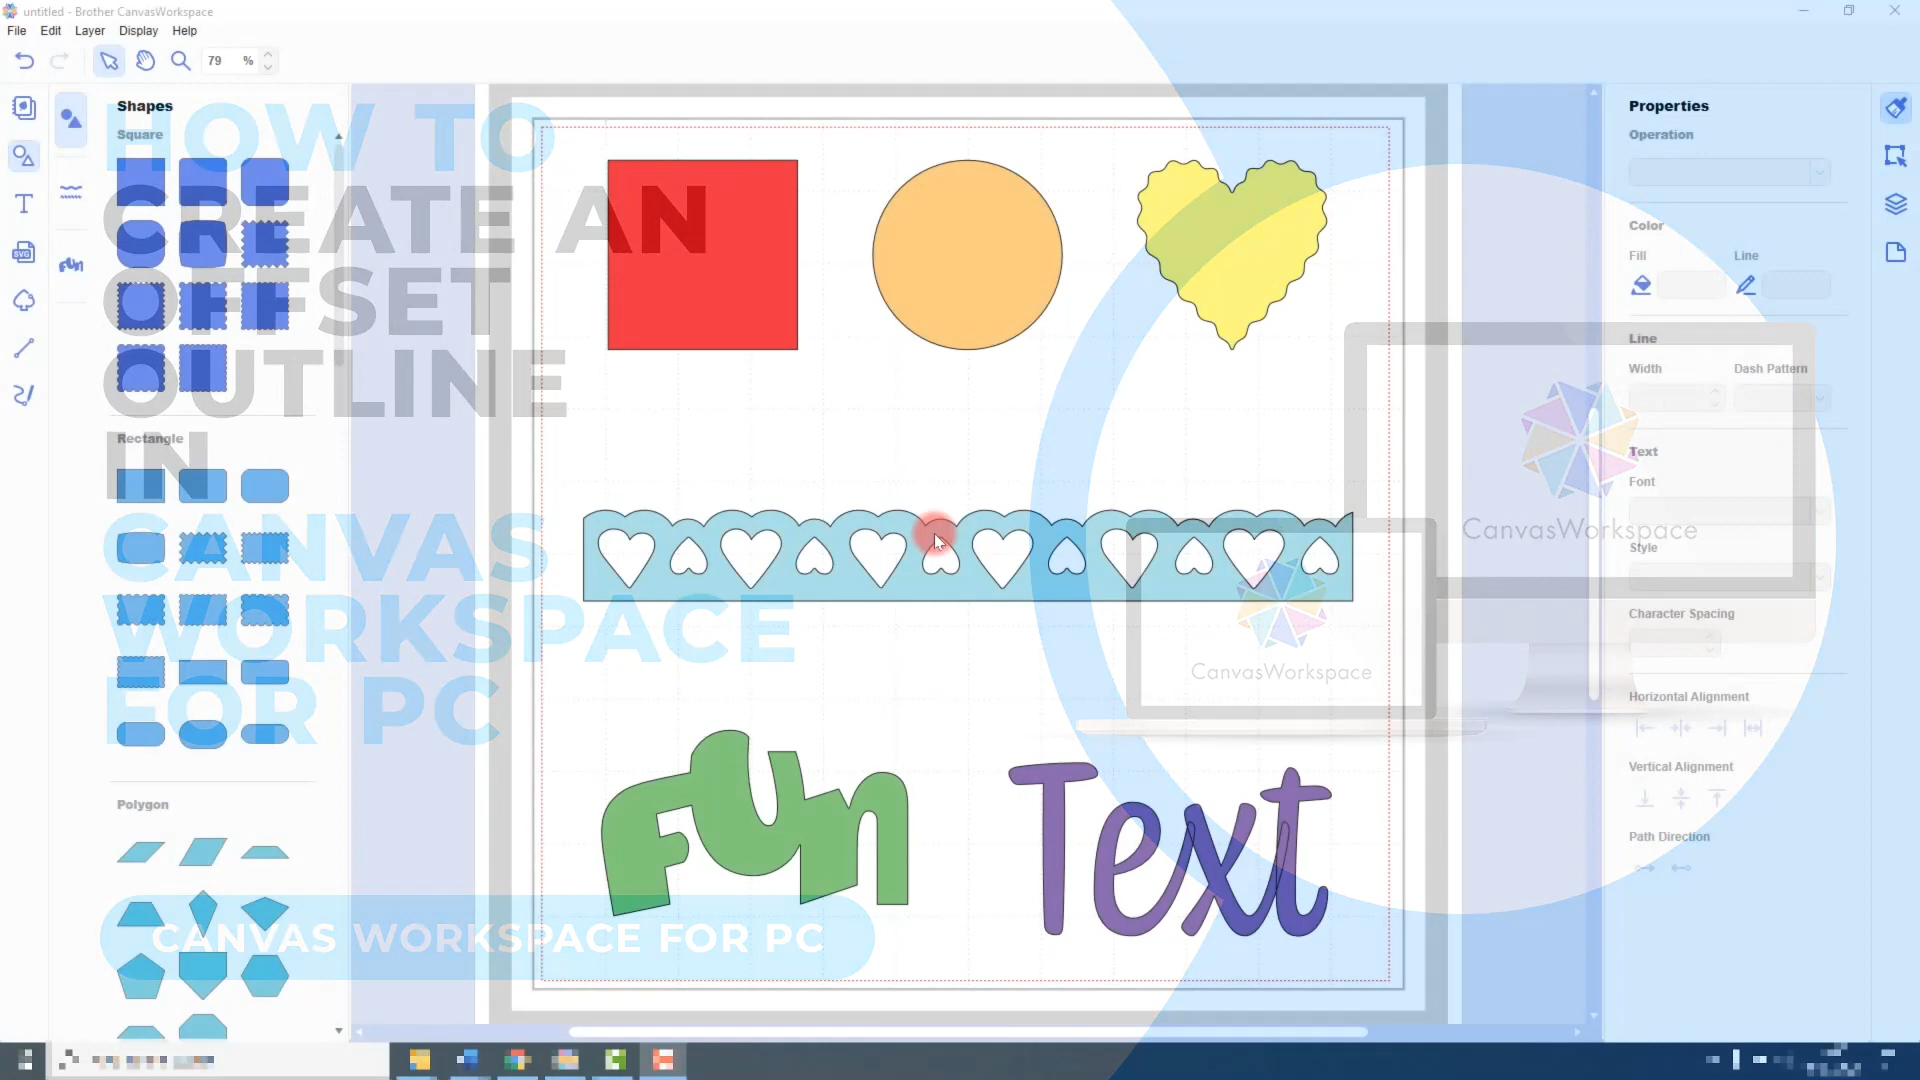 untitled - Brother CanvasWorkspace
File Edit Layer Display Help
79 %
Shapes
Square
Rectangle
Polygon
SVG
Fun
HOW TO
CREATE AN
OFFSET
OUTLINE
IN
CANVAS
WORKSPACE
FOR PC
CANVAS WORKSPACE FOR PC
Fun
Text
CanvasWorkspace
CanvasWorkspace
Properties
Operation
Color
Fill Line
Line
Width Dash Pattern
Text
Font
Style
Character Spacing
Horizontal Alignment
Vertical Alignment
Path Direction